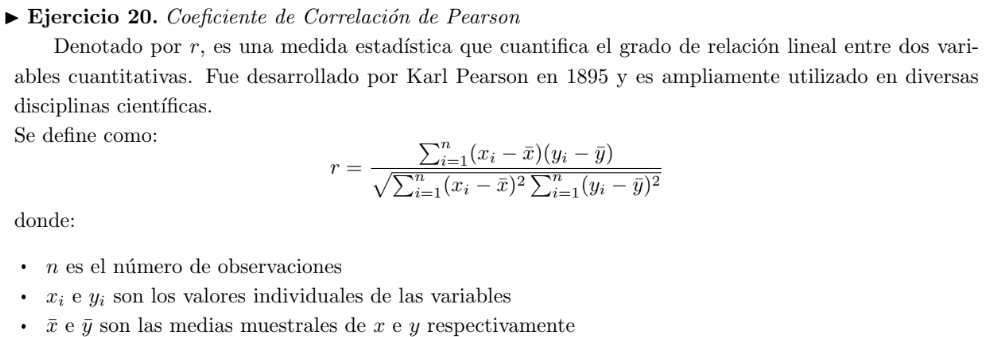 ▶ Ejercicio 20. Coeficiente de Correlación de Pearson
Denotado por r, es una medida estadística que cuantifica el grado de relación lineal entre dos vari-
ables cuantitativas. Fue desarrollado por Karl Pearson en 1895 y es ampliamente utilizado en diversas
disciplinas científicas.
Se define como:
r = \frac{\sum_{i=1}^{n}(x_i - \bar{x})(y_i - \bar{y})}{\sqrt{\sum_{i=1}^{n}(x_i - \bar{x})^2 \sum_{i=1}^{n}(y_i - \bar{y})^2}}
donde:
• n es el número de observaciones
• x_i e y_i son los valores individuales de las variables
• \bar{x} e \bar{y} son las medias muestrales de x e y respectivamente